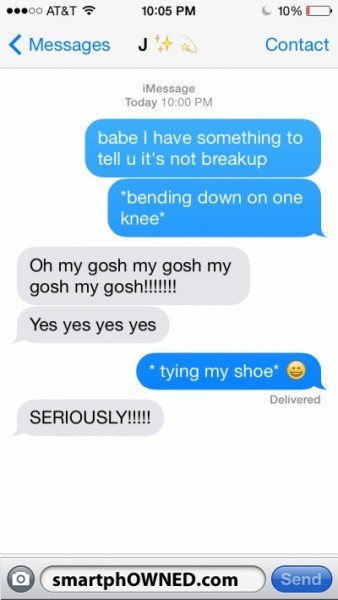 AT&T 10:05 PM 10%
Messages J Contact
iMessage
Today 10:00 PM
babe I have something to
tell u it's not breakup
*bending down on one
knee*
Oh my gosh my gosh my
gosh my gosh!!!!!!!
Yes yes yes yes
* tying my shoe* 😀
Delivered
SERIOUSLY!!!!!
smartphOWNED.com Send